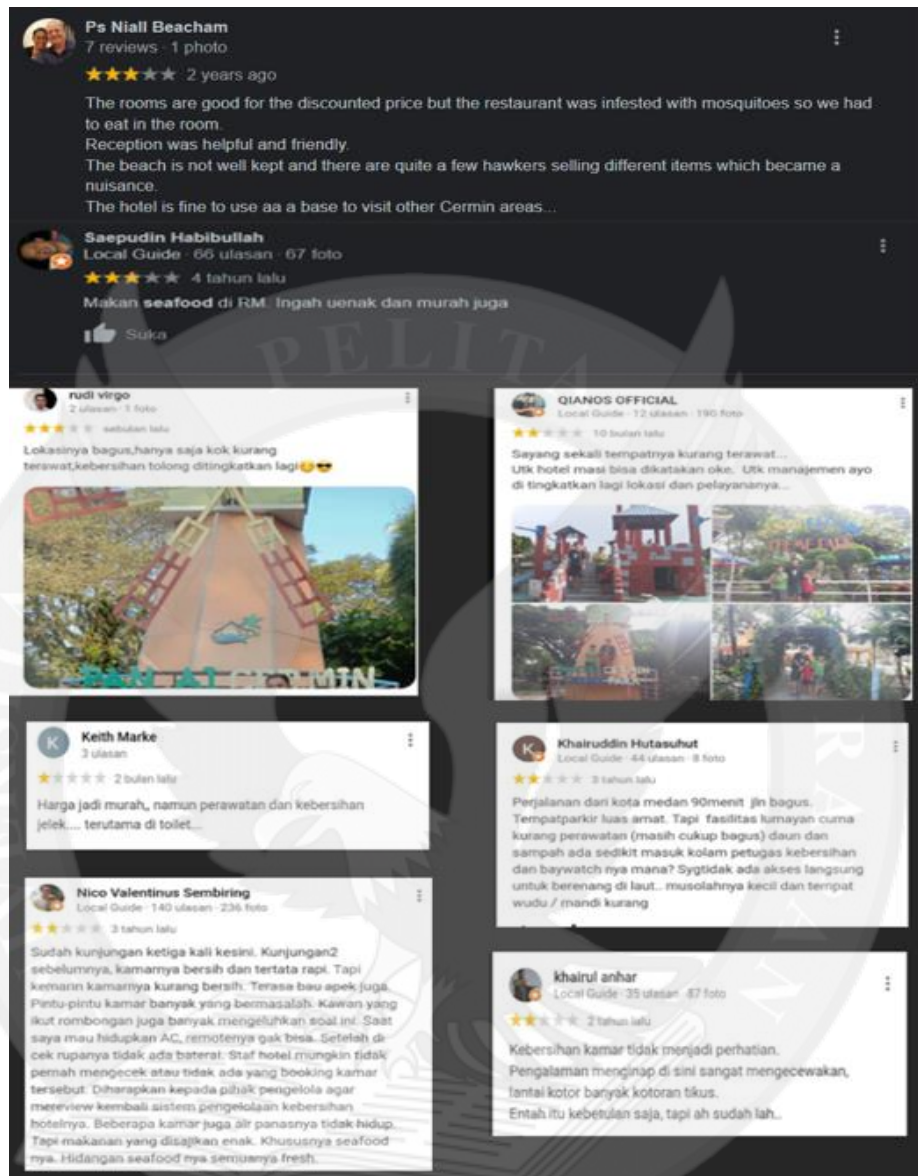 Ps Niall Beacham
7 reviews · 1 photo
2 years ago
The rooms are good for the discounted price but the restaurant was infested with mosquitoes so we had
to eat in the room.
Reception was helpful and friendly.
The beach is not well kept and there are quite a few hawkers selling different items which became a
nuisance.
The hotel is fine to use aa a base to visit other Cermin areas...
Saepudin Habibullah
Local Guide · 66 ulasan · 67 foto
4 tahun lalu
Makan seafood di RM. Ingah uenak dan murah juga
Suka
PELITA
rudi virgo
2 ulasan · 1 foto
sebulan lalu
Lokasinya bagus,hanya saja kok kurang
terawat,kebersihan tolong ditingkatkan lagi
PANTAI CERMIN
QIANOS OFFICIAL
Local Guide · 12 ulasan · 190 foto
10 bulan lalu
Sayang sekali tempatnya kurang terawat...
Utk hotel masi bisa dikatakan oke. Utk manajemen ayo
di tingkatkan lagi lokasi dan pelayananya...
K
Keith Marke
3 ulasan
2 bulan lalu
Harga jadi murah,, namun perawatan dan kebersihan
jelek.... terutama di toilet...
K
Khairuddin Hutasuhut
Local Guide · 44 ulasan · 8 foto
3 tahun lalu
Perjalanan dari kota medan 90menit jln bagus.
Tempatparkir luas amat. Tapi fasilitas lumayan cuma
kurang perawatan (masih cukup bagus) daun dan
sampah ada sedikit masuk kolam petugas kebersihan
dan baywatch nya mana? Sygtidak ada akses langsung
untuk berenang di laut.. musolahnya kecil dan tempat
wudu / mandi kurang
Nico Valentinus Sembiring
Local Guide · 140 ulasan · 236 foto
3 tahun lalu
Sudah kunjungan ketiga kali kesini. Kunjungan2
sebelumnya, kamarnya bersih dan tertata rapi. Tapi
kemarin kamarnya kurang bersih. Terasa bau apek juga.
Pintu-pintu kamar banyak yang bermasalah. Kawan yang
ikut rombongan juga banyak mengeluhkan soal ini. Saat
saya mau hidupkan AC, remotenya gak bisa. Setelah di
cek rupanya tidak ada baterai. Staf hotel mungkin tidak
pernah mengecek atau tidak ada yang booking kamar
tersebut. Diharapkan kepada pihak pengelola agar
mereview kembali sistem pengelolaan kebersihan
hotelnya. Beberapa kamar juga air panasnya tidak hidup.
Tapi makanan yang disajikan enak. Khususnya seafood
nya. Hidangan seafood nya semuanya fresh.
khairul anhar
Local Guide · 35 ulasan · 87 foto
2 tahun lalu
Kebersihan kamar tidak menjadi perhatian.
Pengalaman menginap di sini sangat mengecewakan,
lantai kotor banyak kotoran tikus.
Entah itu kebetulan saja, tapi ah sudah lah..